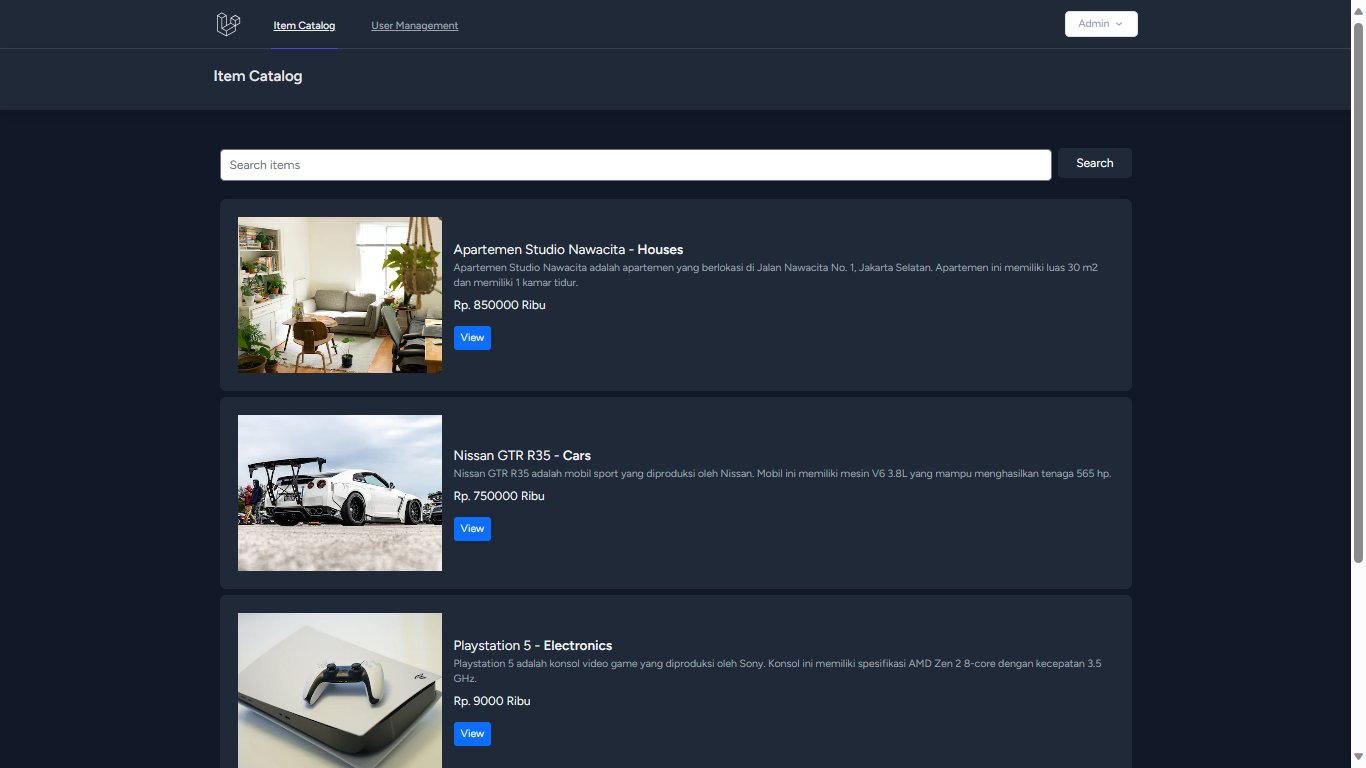 Item Catalog
User Management
Admin
Item Catalog
Search items
Search
Apartemen Studio Nawacita - Houses
Apartemen Studio Nawacita adalah apartemen yang berlokasi di Jalan Nawacita No. 1, Jakarta Selatan. Apartemen ini memiliki luas 30 m2
dan memiliki 1 kamar tidur.
Rp. 850000 Ribu
View
Nissan GTR R35 - Cars
Nissan GTR R35 adalah mobil sport yang diproduksi oleh Nissan. Mobil ini memiliki mesin V6 3.8L yang mampu menghasilkan tenaga 565 hp.
Rp. 750000 Ribu
View
Playstation 5 - Electronics
Playstation 5 adalah konsol video game yang diproduksi oleh Sony. Konsol ini memiliki spesifikasi AMD Zen 2 8-core dengan kecepatan 3.5
GHz.
Rp. 9000 Ribu
View